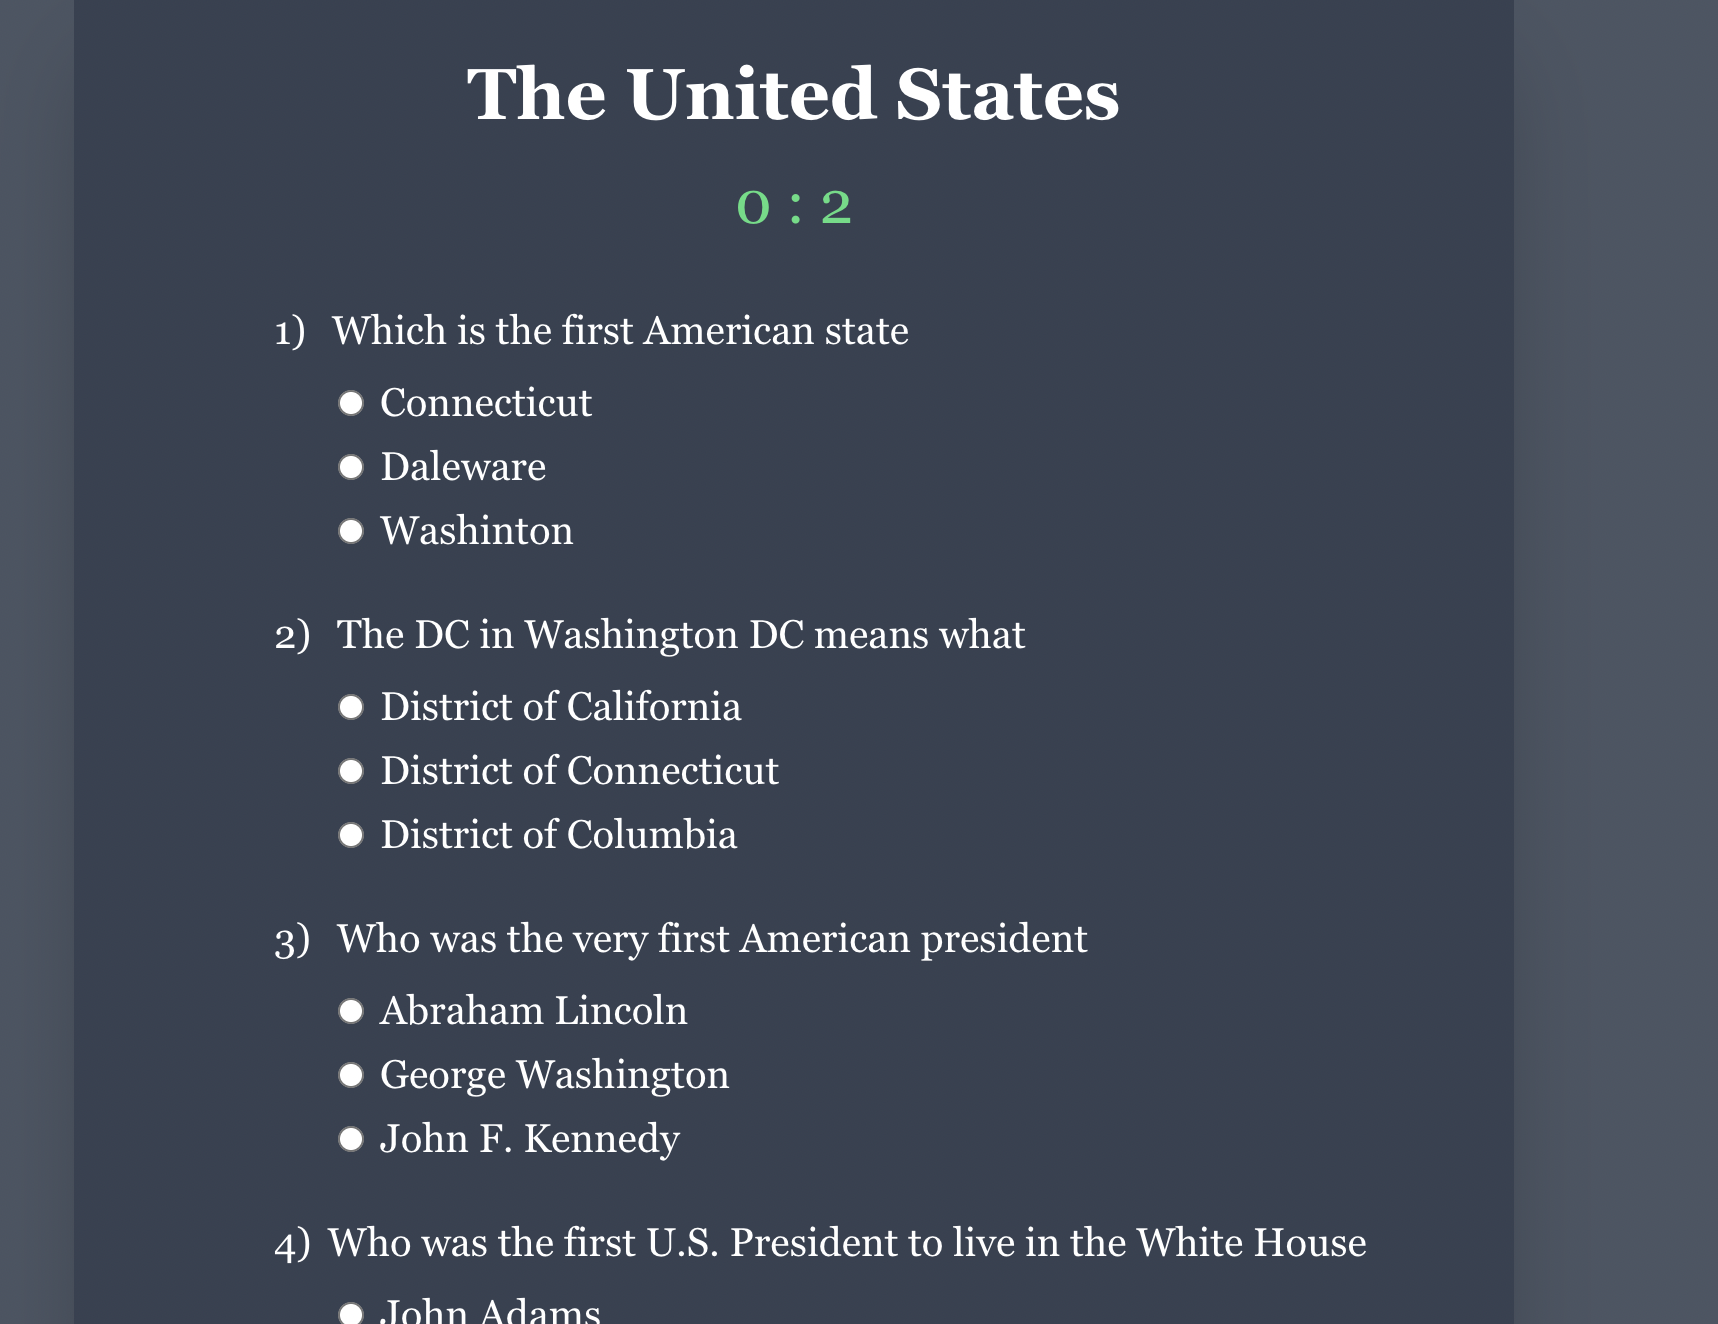 The United States
0 : 2
1) Which is the first American state
Connecticut
Daleware
Washinton
2) The DC in Washington DC means what
District of California
District of Connecticut
District of Columbia
3) Who was the very first American president
Abraham Lincoln
George Washington
John F. Kennedy
4) Who was the first U.S. President to live in the White House
John Adams